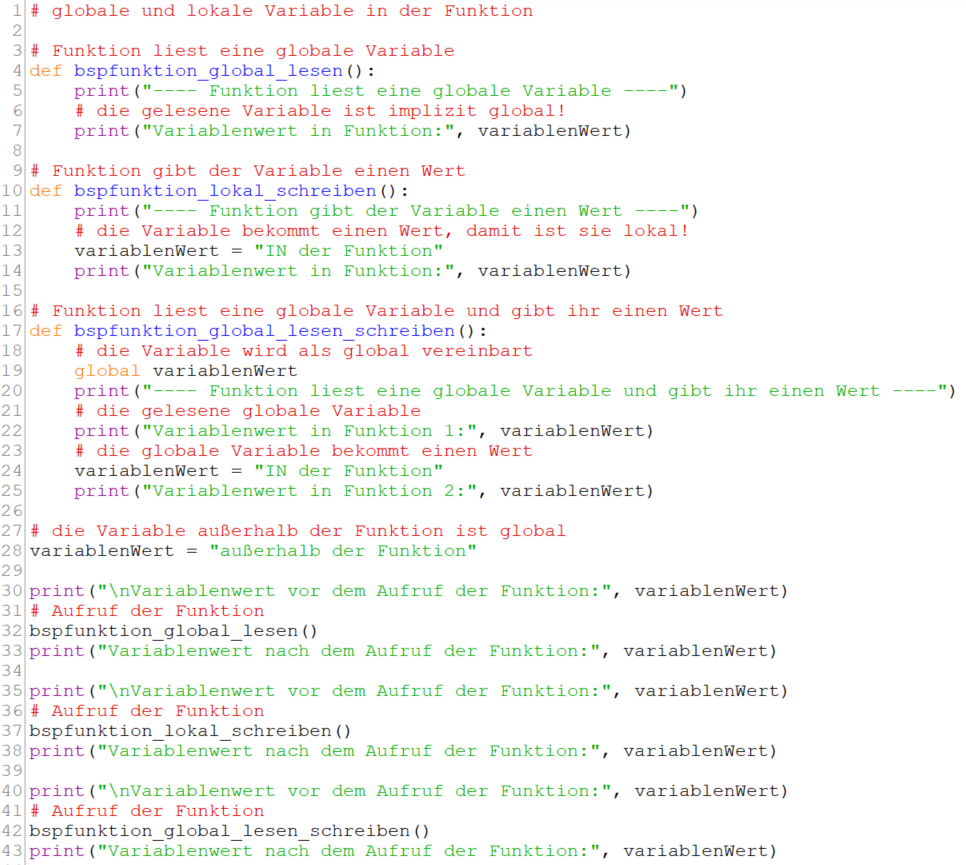 1 # globale und lokale Variable in der Funktion
2
3 # Funktion liest eine globale Variable
4 def bspfunktion_global_lesen():
5     print("---- Funktion liest eine globale Variable ----")
6     # die gelesene Variable ist implizit global!
7     print("Variablenwert in Funktion:", variablenWert)
8
9 # Funktion gibt der Variable einen Wert
10 def bspfunktion_lokal_schreiben():
11     print("---- Funktion gibt der Variable einen Wert ----")
12     # die Variable bekommt einen Wert, damit ist sie lokal!
13     variablenWert = "IN der Funktion"
14     print("Variablenwert in Funktion:", variablenWert)
15
16 # Funktion liest eine globale Variable und gibt ihr einen Wert
17 def bspfunktion_global_lesen_schreiben():
18     # die Variable wird als global vereinbart
19     global variablenWert
20     print("---- Funktion liest eine globale Variable und gibt ihr einen Wert ----")
21     # die gelesene globale Variable
22     print("Variablenwert in Funktion 1:", variablenWert)
23     # die globale Variable bekommt einen Wert
24     variablenWert = "IN der Funktion"
25     print("Variablenwert in Funktion 2:", variablenWert)
26
27 # die Variable außerhalb der Funktion ist global
28 variablenWert = "außerhalb der Funktion"
29
30 print("\nVariablenwert vor dem Aufruf der Funktion:", variablenWert)
31 # Aufruf der Funktion
32 bspfunktion_global_lesen()
33 print("Variablenwert nach dem Aufruf der Funktion:", variablenWert)
34
35 print("\nVariablenwert vor dem Aufruf der Funktion:", variablenWert)
36 # Aufruf der Funktion
37 bspfunktion_lokal_schreiben()
38 print("Variablenwert nach dem Aufruf der Funktion:", variablenWert)
39
40 print("\nVariablenwert vor dem Aufruf der Funktion:", variablenWert)
41 # Aufruf der Funktion
42 bspfunktion_global_lesen_schreiben()
43 print("Variablenwert nach dem Aufruf der Funktion:", variablenWert)